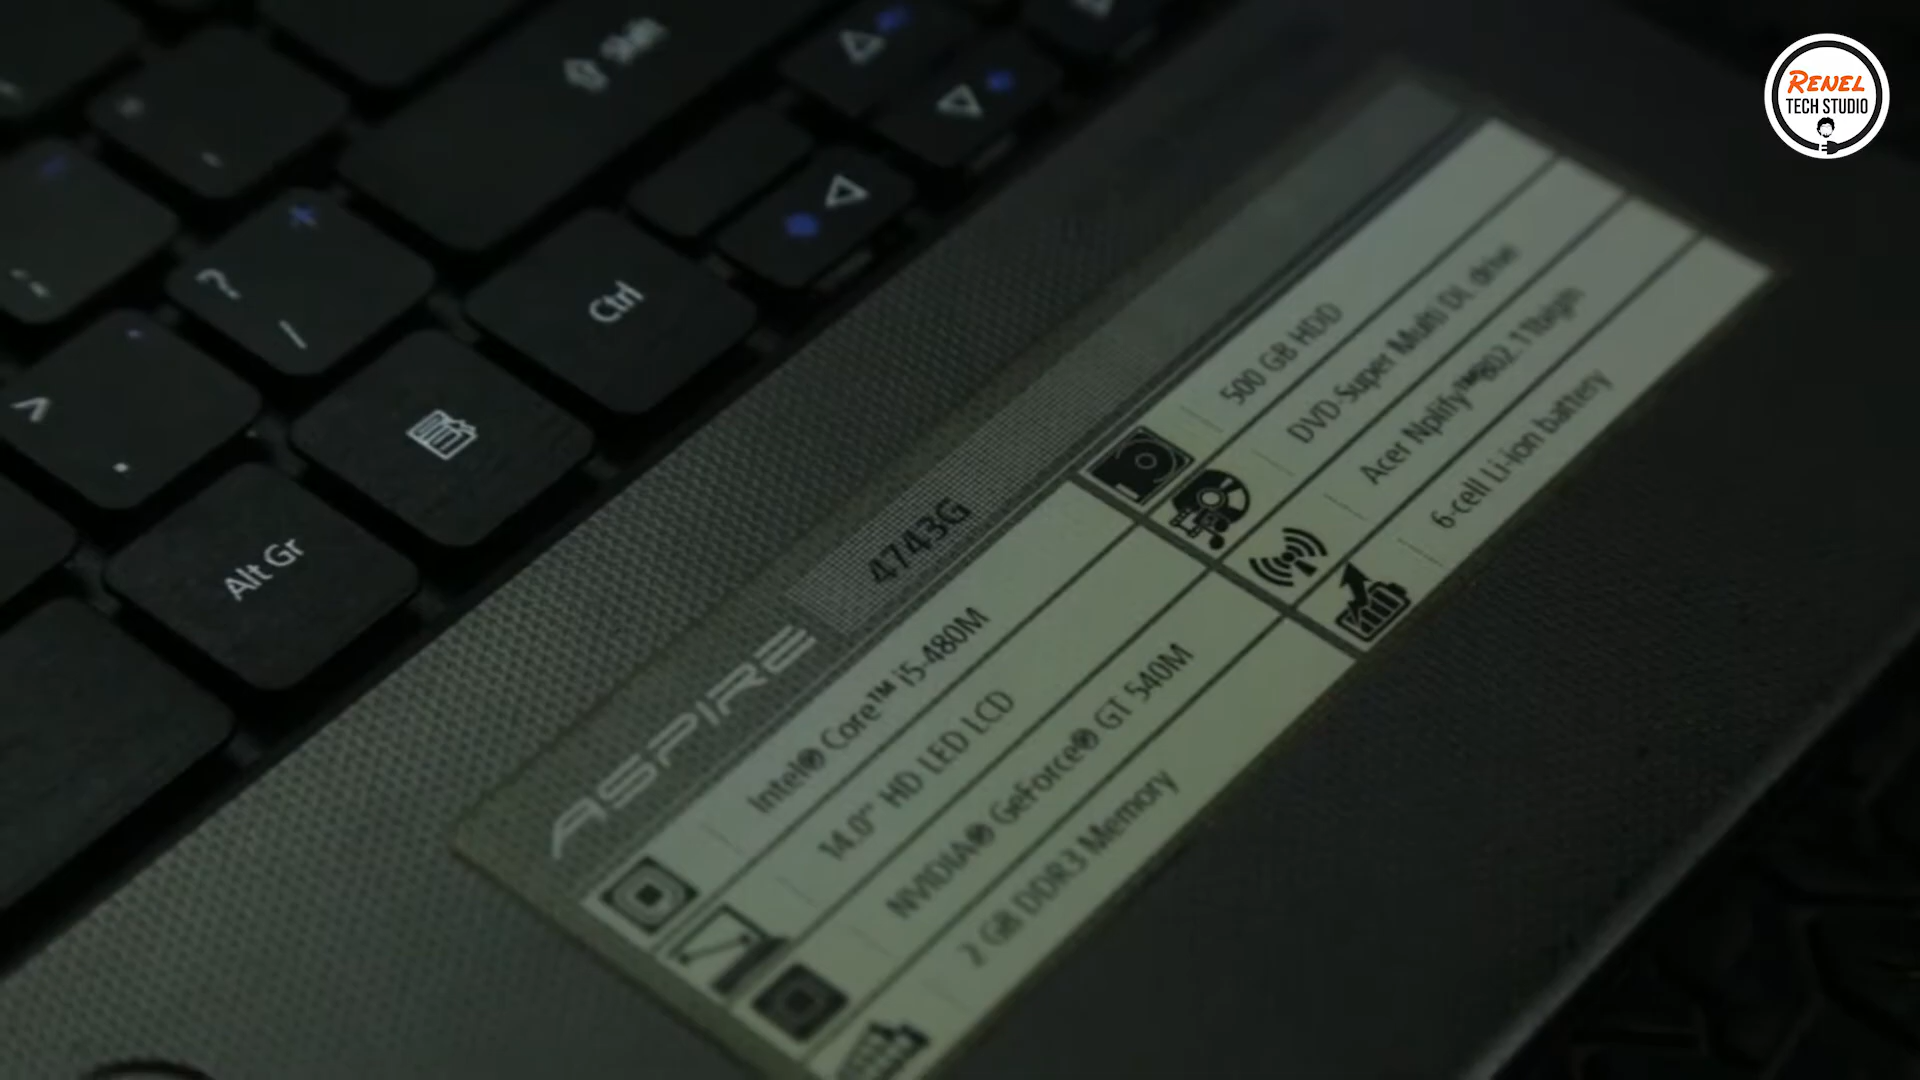 RENEL
TECH STUDIO
Shift
Ctrl
?
/
>
.
Alt Gr
ASPIRE 4743G
Intel® Core™ i5-480M
14.0" HD LED LCD
NVIDIA® GeForce® GT 540M
2 GB DDR3 Memory
500 GB HDD
DVD-Super Multi DL drive
Acer Nplify™802.11b/g/n
6-cell Li-ion battery